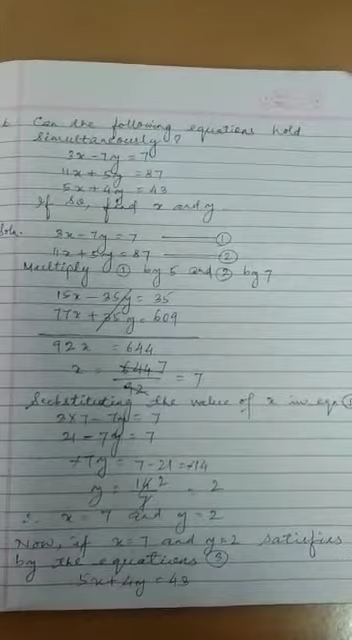 Can the following equations hold
simultaneously?
3x - 7y = 7
11x + 5y = 87
5x + 4y = 43
If so, find x and y.
Soln. 3x - 7y = 7 ——— ①
11x + 5y = 87 ——— ②
Multiply ① by 5 and ② by 7
15x - 35y = 35
77x + 35y = 609
92x = 644
x = 644 7 / 92 = 7
Substituting the value of x in eqn ①
3x7 - 7y = 7
21 - 7y = 7
-7y = 7 - 21 = -14
y = 14 2 / 7 = 2
∴ x = 7 and y = 2
Now, if x = 7 and y = 2 satisfies
by the equations ③
5x + 4y = 43